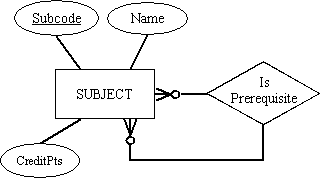 Subcode
Name
SUBJECT
Is
Prerequisite
CreditPts